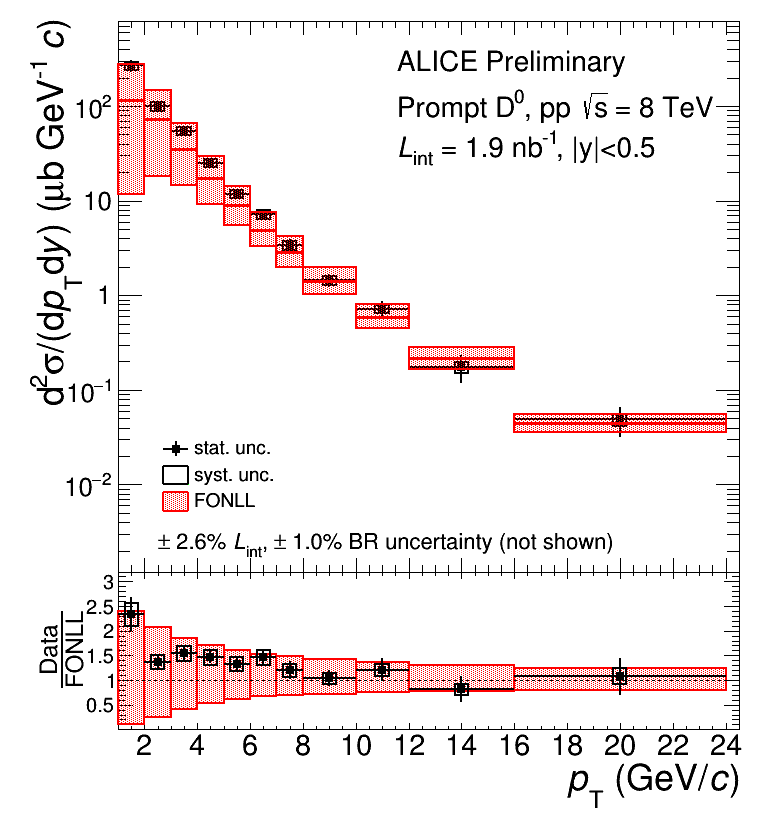 ALICE Preliminary
Prompt D⁰, pp √s = 8 TeV
L_int = 1.9 nb⁻¹, |y|<0.5
d²σ/(dp_T dy) (μb GeV⁻¹ c)
10²
10
1
10⁻¹
10⁻²
stat. unc.
syst. unc.
FONLL
± 2.6% L_int, ± 1.0% BR uncertainty (not shown)
Data
FONLL
3
2.5
2
1.5
1
0.5
2 4 6 8 10 12 14 16 18 20 22 24
p_T (GeV/c)